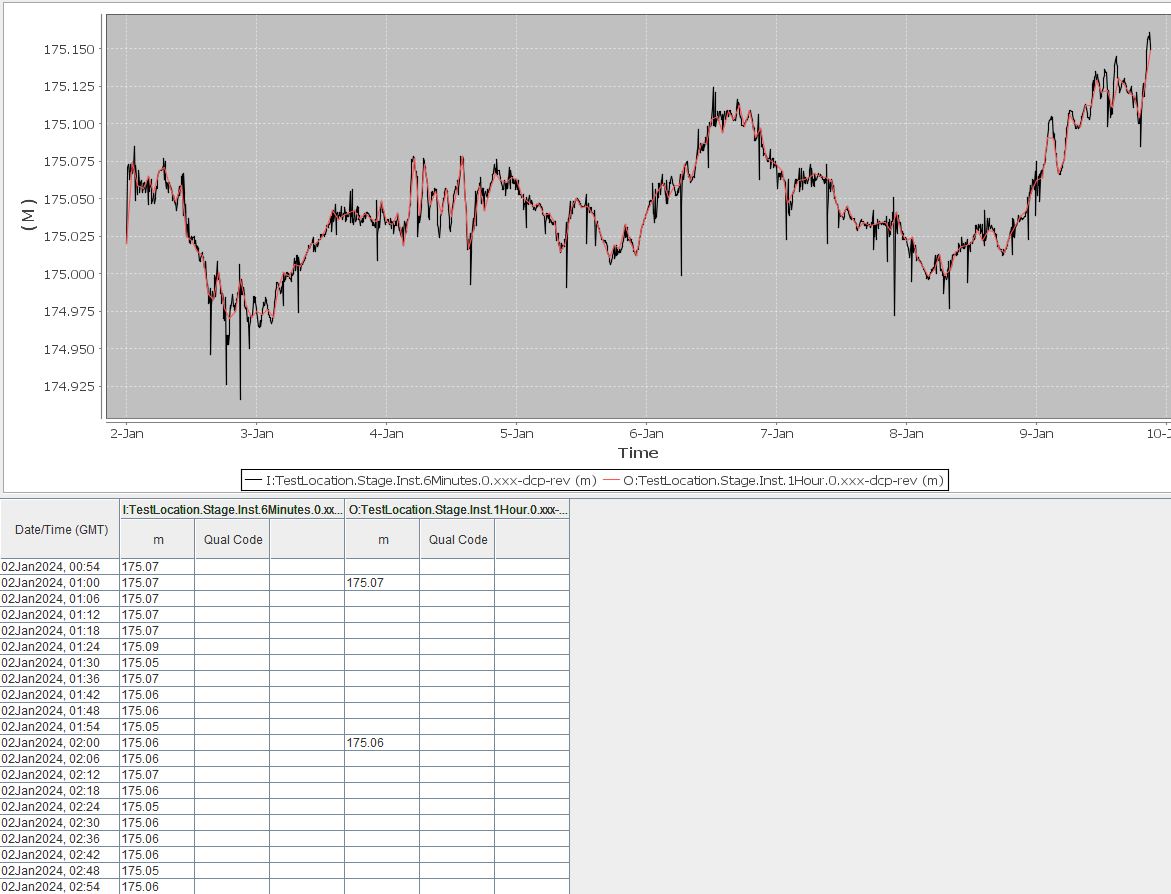 175.150
175.125
175.100
175.075
175.050
175.025
175.000
174.975
174.950
174.925
(M)
2-Jan 3-Jan 4-Jan 5-Jan 6-Jan 7-Jan 8-Jan 9-Jan 10-J
Time
I:TestLocation.Stage.Inst.6Minutes.0.xxx-dcp-rev (m) O:TestLocation.Stage.Inst.1Hour.0.xxx-dcp-rev (m)
Date/Time (GMT) I:TestLocation.Stage.Inst.6Minutes.0.xx... O:TestLocation.Stage.Inst.1Hour.0.xxx-...
m Qual Code m Qual Code
02Jan2024, 00:54 175.07
02Jan2024, 01:00 175.07 175.07
02Jan2024, 01:06 175.07
02Jan2024, 01:12 175.07
02Jan2024, 01:18 175.07
02Jan2024, 01:24 175.09
02Jan2024, 01:30 175.05
02Jan2024, 01:36 175.07
02Jan2024, 01:42 175.06
02Jan2024, 01:48 175.06
02Jan2024, 01:54 175.05
02Jan2024, 02:00 175.06 175.06
02Jan2024, 02:06 175.06
02Jan2024, 02:12 175.07
02Jan2024, 02:18 175.06
02Jan2024, 02:24 175.05
02Jan2024, 02:30 175.06
02Jan2024, 02:36 175.06
02Jan2024, 02:42 175.06
02Jan2024, 02:48 175.05
02Jan2024, 02:54 175.06